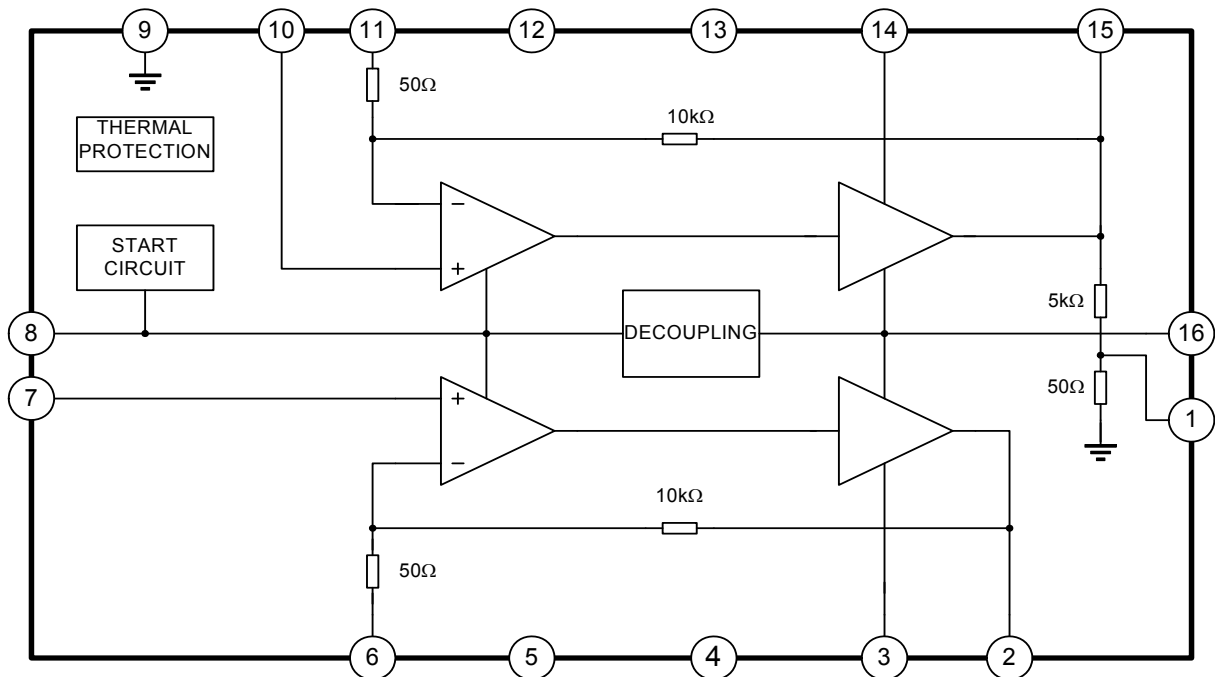 9
10
11
12
13
14
15
50Ω
10kΩ
THERMAL
PROTECTION
−
START
CIRCUIT
+
5kΩ
8
DECOUPLING
16
7
+
50Ω
1
−
10kΩ
50Ω
6
5
4
3
2